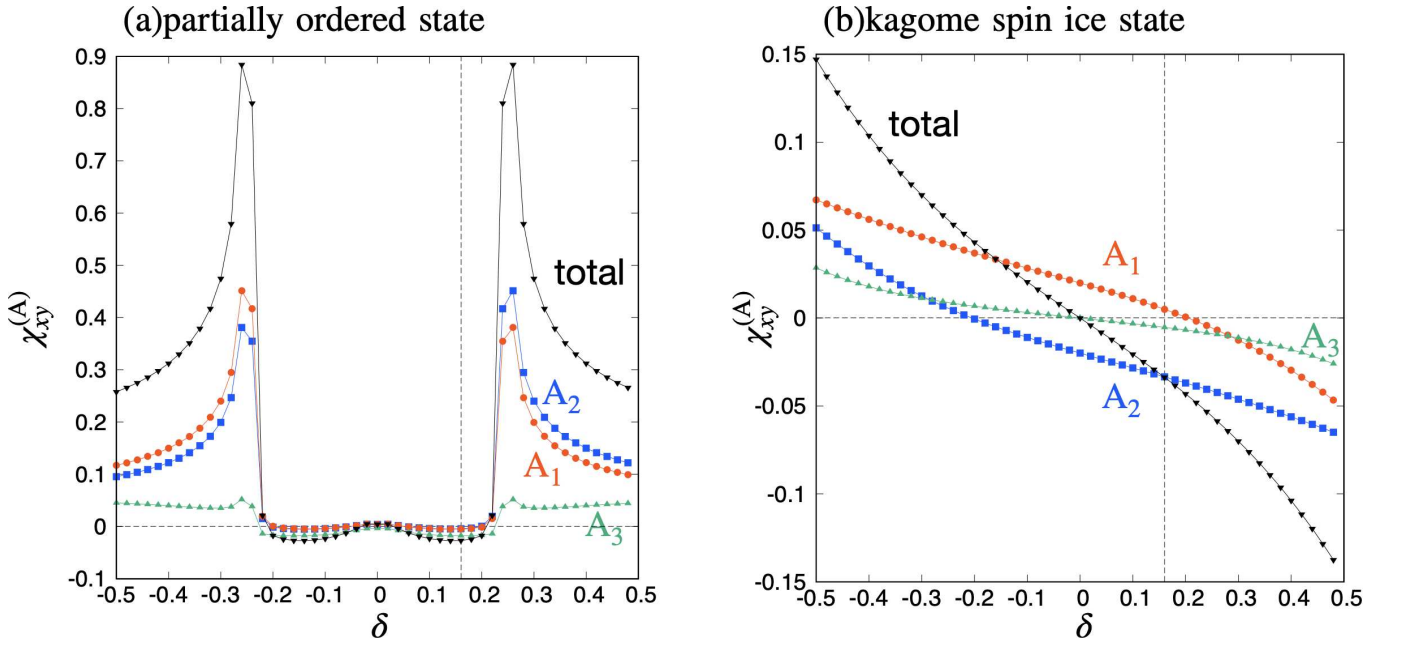 (a)partially ordered state
0.9
0.8
0.7
0.6
0.5
0.4
0.3
0.2
0.1
0
-0.1
χxy(A)
total
A2
A1
A3
-0.5 -0.4 -0.3 -0.2 -0.1 0 0.1 0.2 0.3 0.4 0.5
δ
(b)kagome spin ice state
0.15
0.1
0.05
0
-0.05
-0.1
-0.15
χxy(A)
total
A1
A3
A2
-0.5 -0.4 -0.3 -0.2 -0.1 0 0.1 0.2 0.3 0.4 0.5
δ